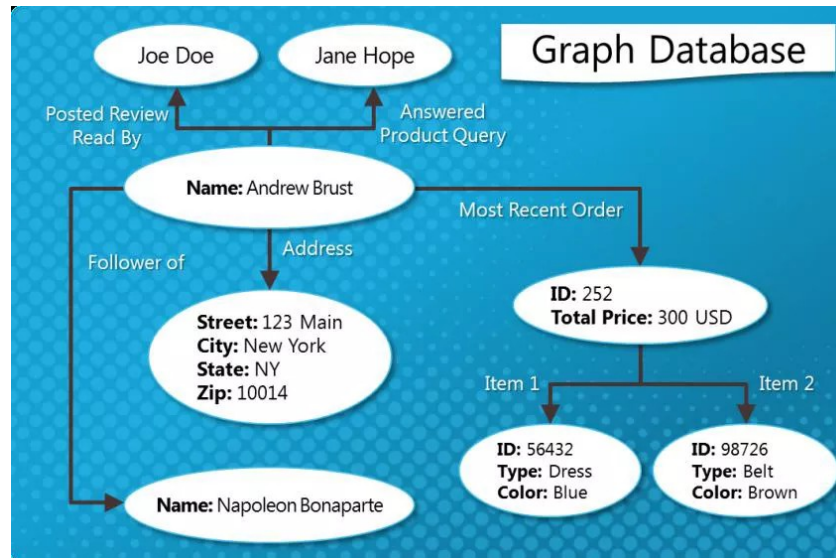 Joe Doe
Jane Hope
Graph Database
Posted Review
Read By
Answered
Product Query
Name: Andrew Brust
Most Recent Order
Follower of
Address
Street: 123 Main
City: New York
State: NY
Zip: 10014
ID: 252
Total Price: 300 USD
Item 1
Item 2
ID: 56432
Type: Dress
Color: Blue
ID: 98726
Type: Belt
Color: Brown
Name: Napoleon Bonaparte